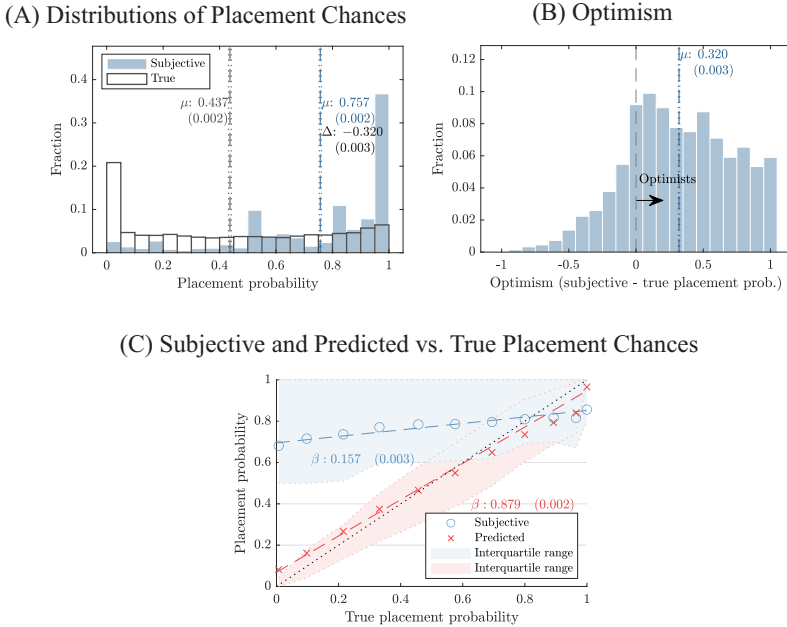 (A) Distributions of Placement Chances
Subjective
True
μ: 0.437
(0.002)
μ: 0.757
(0.002)
Δ: −0.320
(0.003)
Fraction
0.4
0.3
0.2
0.1
0
0 0.2 0.4 0.6 0.8 1
Placement probability
(B) Optimism
μ: 0.320
(0.003)
Optimists
Fraction
0.12
0.1
0.08
0.06
0.04
0.02
0
-1 -0.5 0 0.5 1
Optimism (subjective - true placement prob.)
(C) Subjective and Predicted vs. True Placement Chances
Placement probability
1
0.8
0.6
0.4
0.2
0
β : 0.157 (0.003)
β : 0.879 (0.002)
Subjective
Predicted
Interquartile range
Interquartile range
0 0.2 0.4 0.6 0.8 1
True placement probability